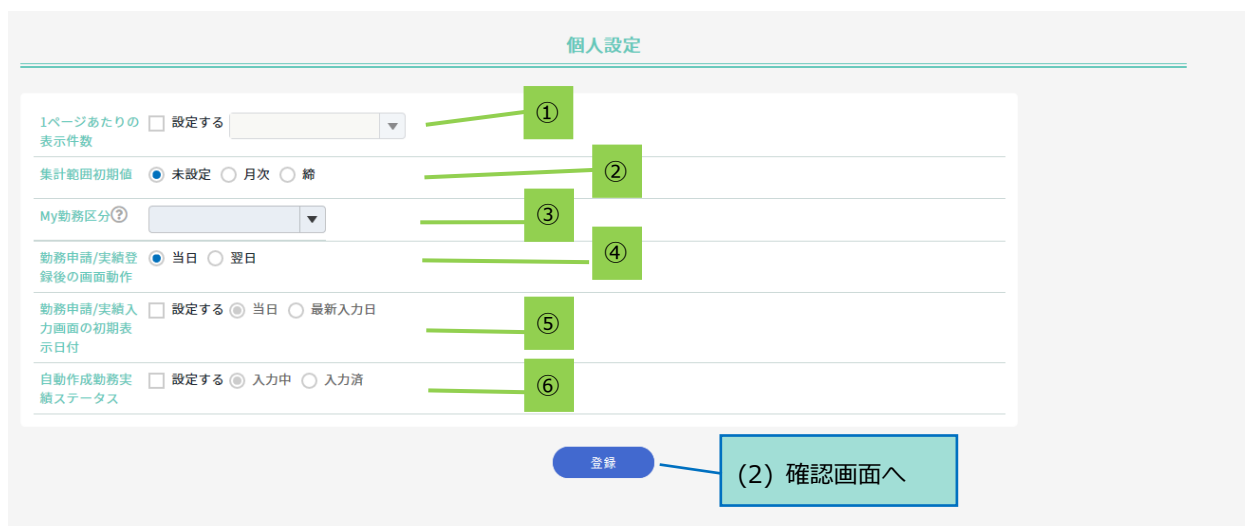 個人設定
1ページあたりの 設定する ①
表示件数
集計範囲初期値 未設定 月次 締 ②
My勤務区分? ③
勤務申請/実績登 当日 翌日 ④
録後の画面動作
勤務申請/実績入 設定する 当日 最新入力日 ⑤
力画面の初期表
示日付
自動作成勤務実 設定する 入力中 入力済 ⑥
績ステータス
登録 (2) 確認画面へ